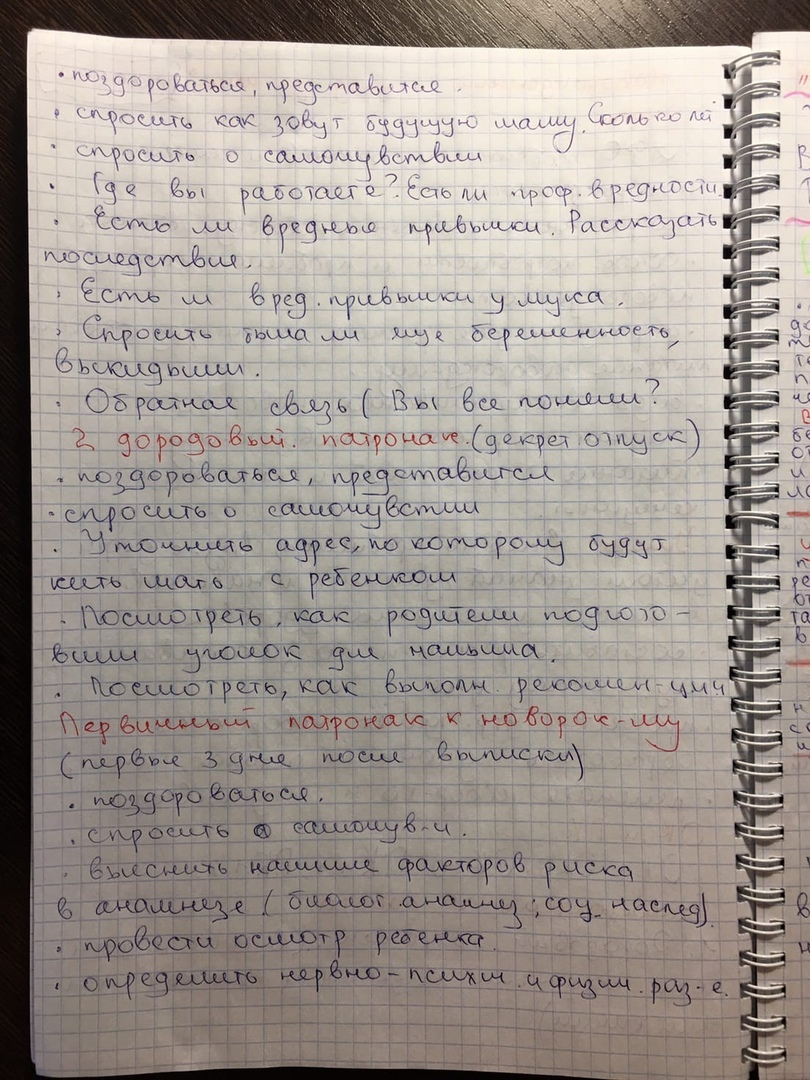 • поздороваться, представится.
• спросить как зовут будущую маму. Сколько лет
• спросить о самочувствии
• Где вы работаете? Есть ли проф. вредности.
• Есть ли вредные привычки. Рассказать
последствия.
• Есть ли вред. привычки у мужа.
• Спросить была ли уже беременность,
выкидыши.
• Обратная связь ( Вы все поняли?
2 дородовый. патронаж. (декрет. отпуск)
• поздороваться, представится
• спросить о самочувстии
• Уточнить адрес, по которому будут
жить мать с ребенком
• Посмотреть, как родители подгото-
вили уголок для малыша.
• Посмотреть, как выполн. рекомен-ции
Первичный патронаж к новорож-му
(первые 3 дня после выписки)
• поздороваться.
• спросить о самочув-и.
• выяснить наличие факторов риска
в анамнезе ( биолог. анамнез, соц. наслед).
• провести осмотр ребенка.
• определить нервно-психич. и физич. раз-е.